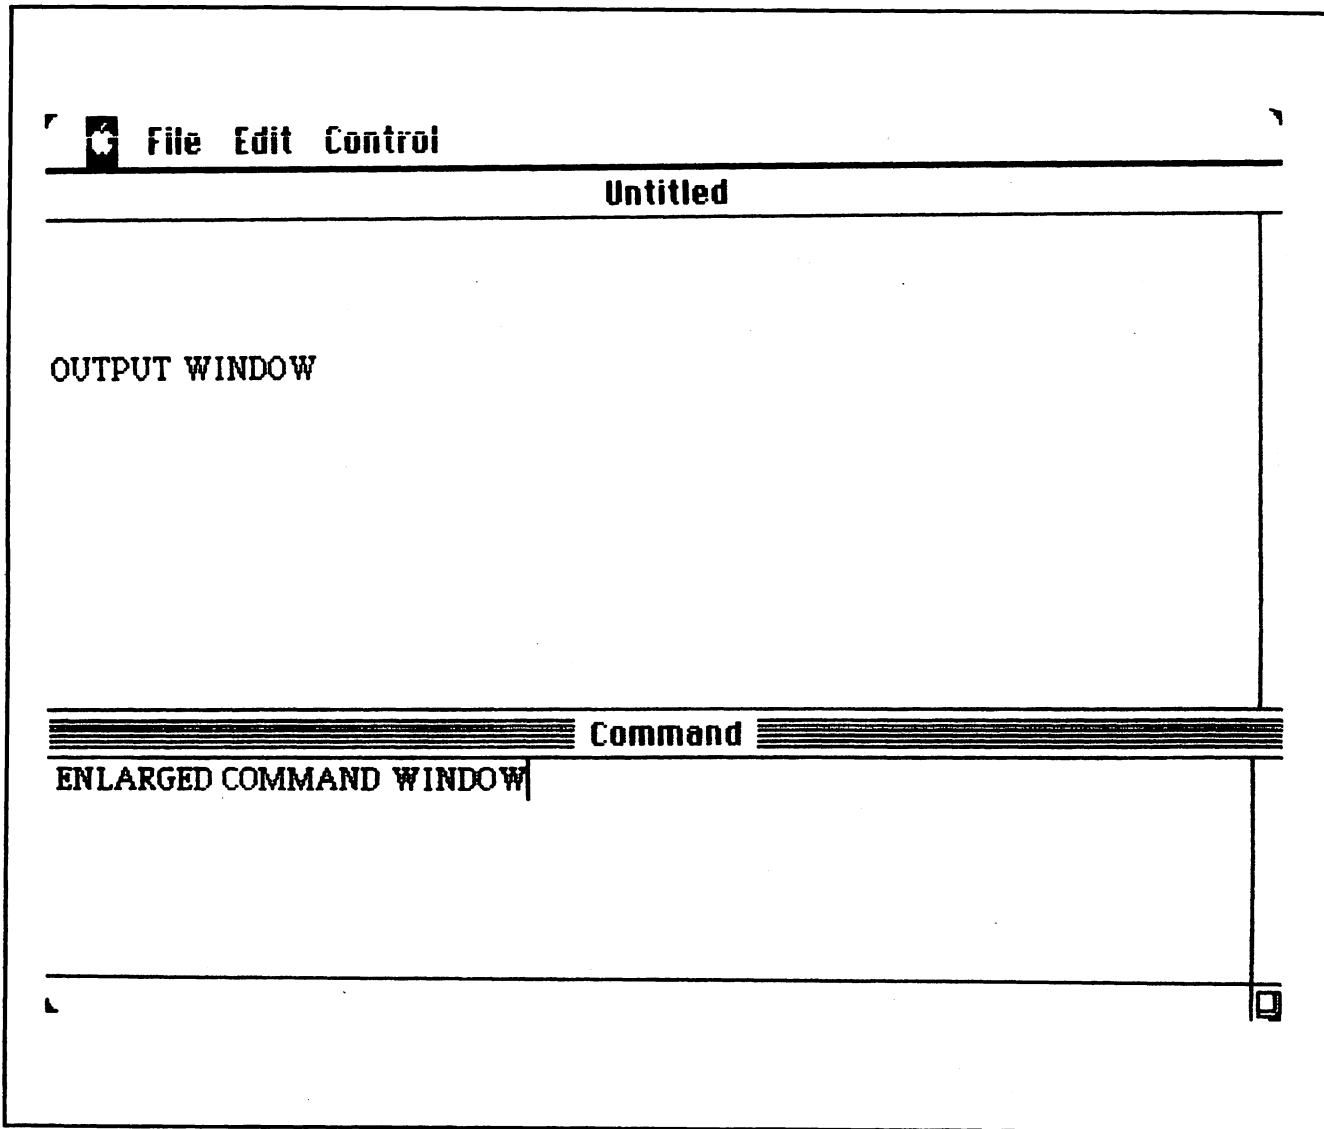 File Edit Control
Untitled
OUTPUT WINDOW
Command
ENLARGED COMMAND WINDOW